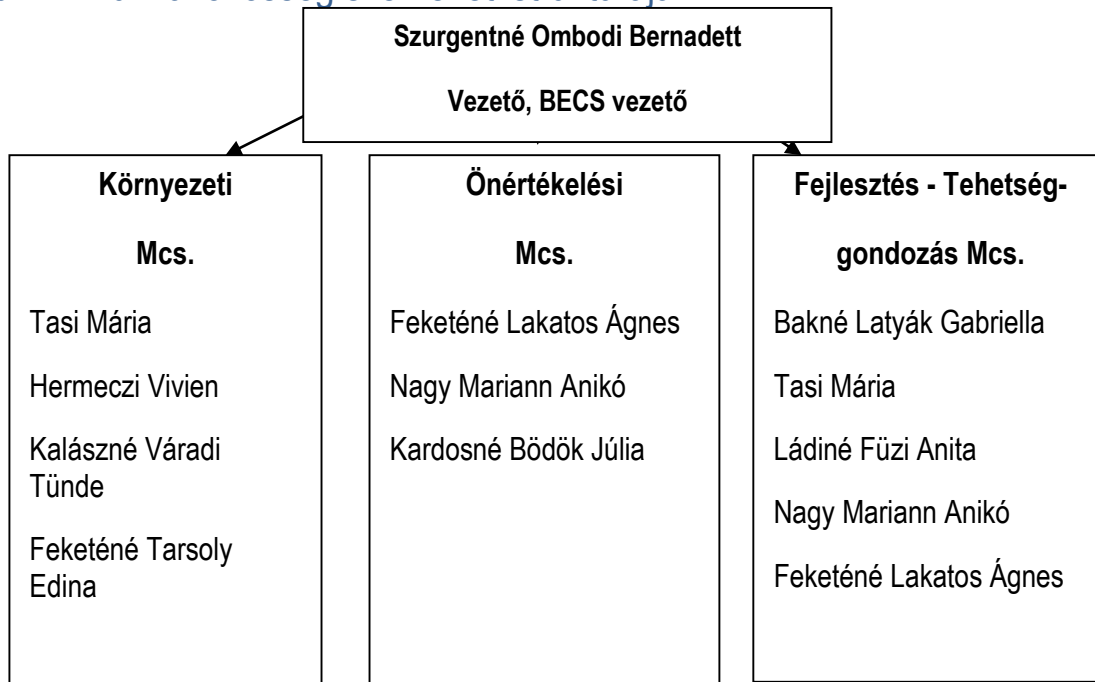 Szurgentné Ombodi Bernadett
Vezető, BECS vezető
Környezeti
Mcs.
Tasi Mária
Hermeczi Vivien
Kalászné Váradi
Tünde
Feketéné Tarsoly
Edina
Önértékelési
Mcs.
Feketéné Lakatos Ágnes
Nagy Mariann Anikó
Kardosné Bödök Júlia
Fejlesztés - Tehetség-
gondozás Mcs.
Bakné Latyák Gabriella
Tasi Mária
Ládiné Füzi Anita
Nagy Mariann Anikó
Feketéné Lakatos Ágnes